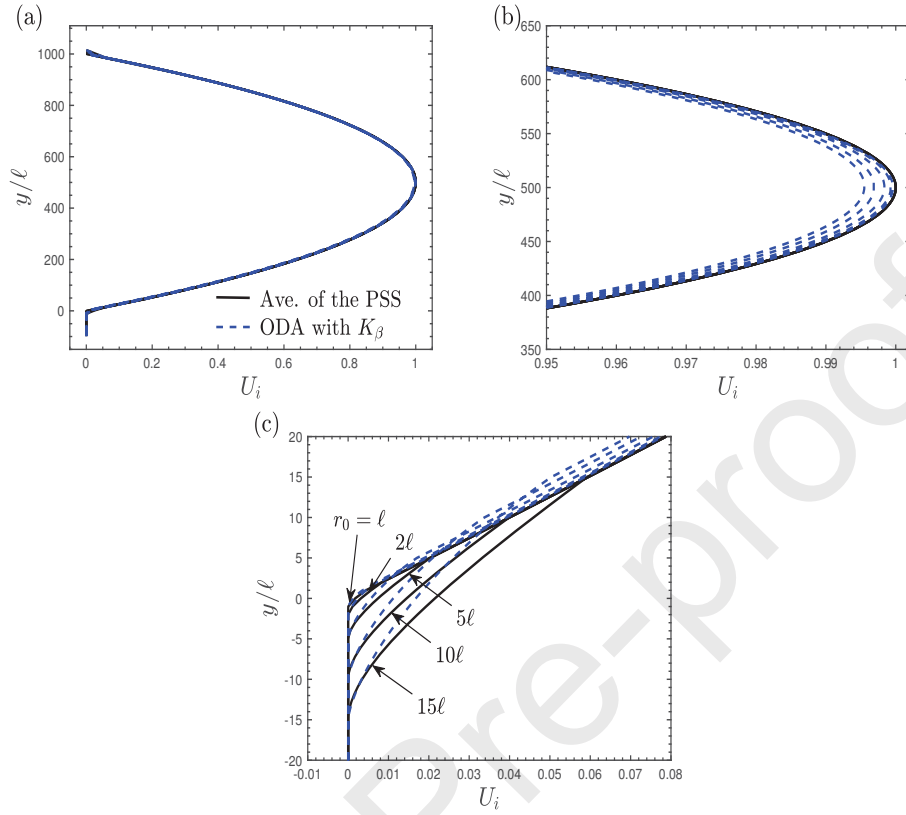 (a)
1000
800
600
400
200
0
y/ℓ
Ave. of the PSS
ODA with K_β
0 0.2 0.4 0.6 0.8 1
U_i
(b)
650
600
550
500
450
400
350
y/ℓ
0.95 0.96 0.97 0.98 0.99 1
U_i
(c)
20
15
10
5
0
-5
-10
-15
-20
y/ℓ
r_0 = ℓ
2ℓ
5ℓ
10ℓ
15ℓ
-0.01 0 0.01 0.02 0.03 0.04 0.05 0.06 0.07 0.08
U_i
Pre-proof